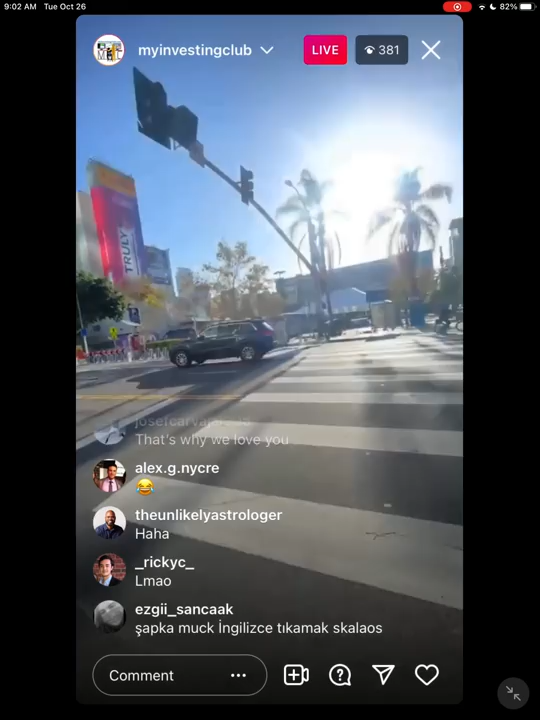 9:02 AM Tue Oct 26
82%
myinvestingclub
LIVE
381
TRULY
That's why we love you
alex.g.nycre
😂
theunlikelyastrologer
Haha
_rickyc_
Lmao
ezgii_sancaak
şapka muck İngilizce tıkamak skalaos
Comment